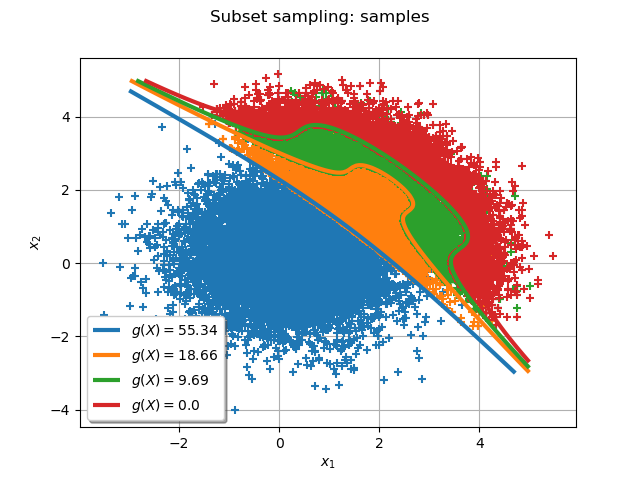 Subset sampling: samples
4
2
0
−2
−4
x2
g(X) = 55.34
g(X) = 18.66
g(X) = 9.69
g(X) = 0.0
−2 0 2 4
x1